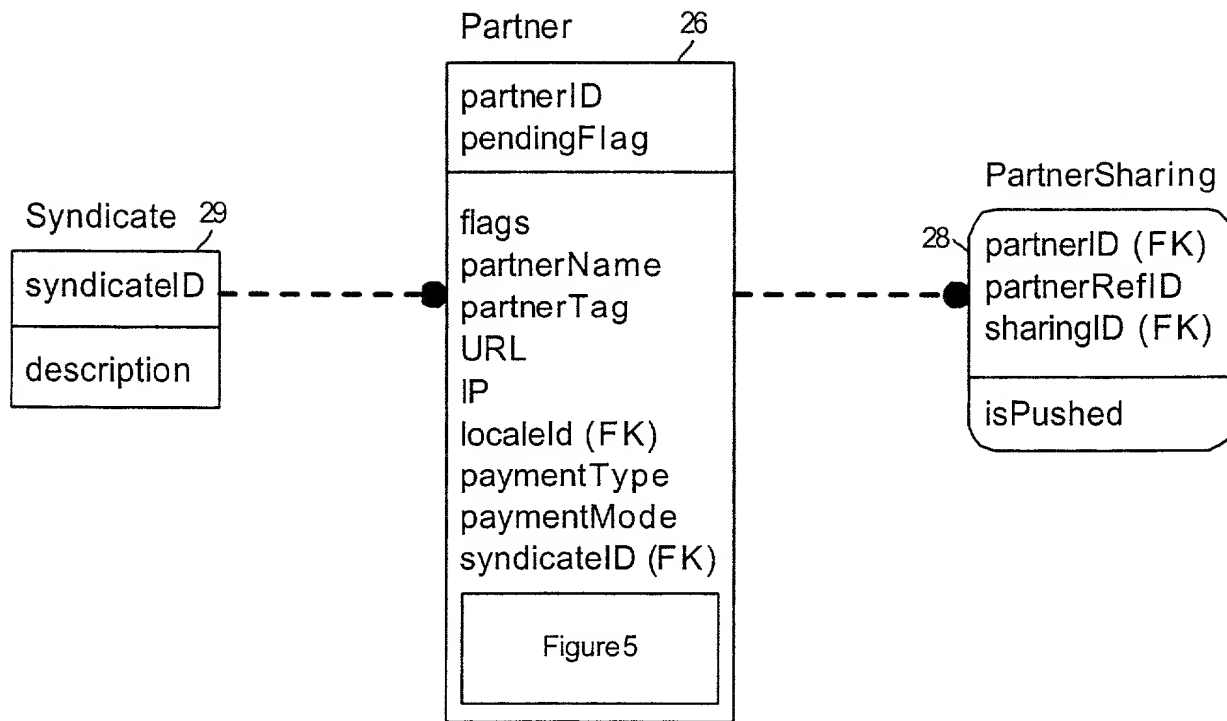 Partner
26
partnerID
pendingFlag
flags
partnerName
partnerTag
URL
IP
localeId (FK)
paymentType
paymentMode
syndicateID (FK)
Figure5
Syndicate
29
syndicateID
description
PartnerSharing
28
partnerID (FK)
partnerRefID
sharingID (FK)
isPushed